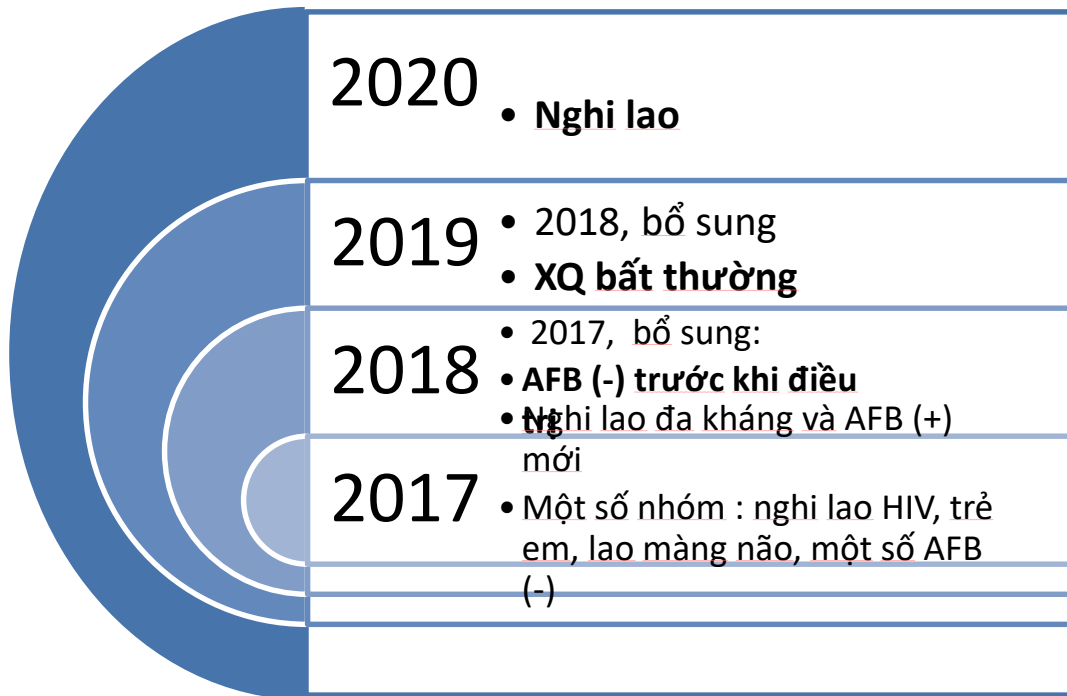 2020
• Nghi lao
2019
• 2018, bổ sung
• XQ bất thường
2018
• 2017, bổ sung:
• AFB (-) trước khi điều
trị
2017
• Nghi lao đa kháng và AFB (+)
mới
• Một số nhóm : nghi lao HIV, trẻ
em, lao màng não, một số AFB
(-)